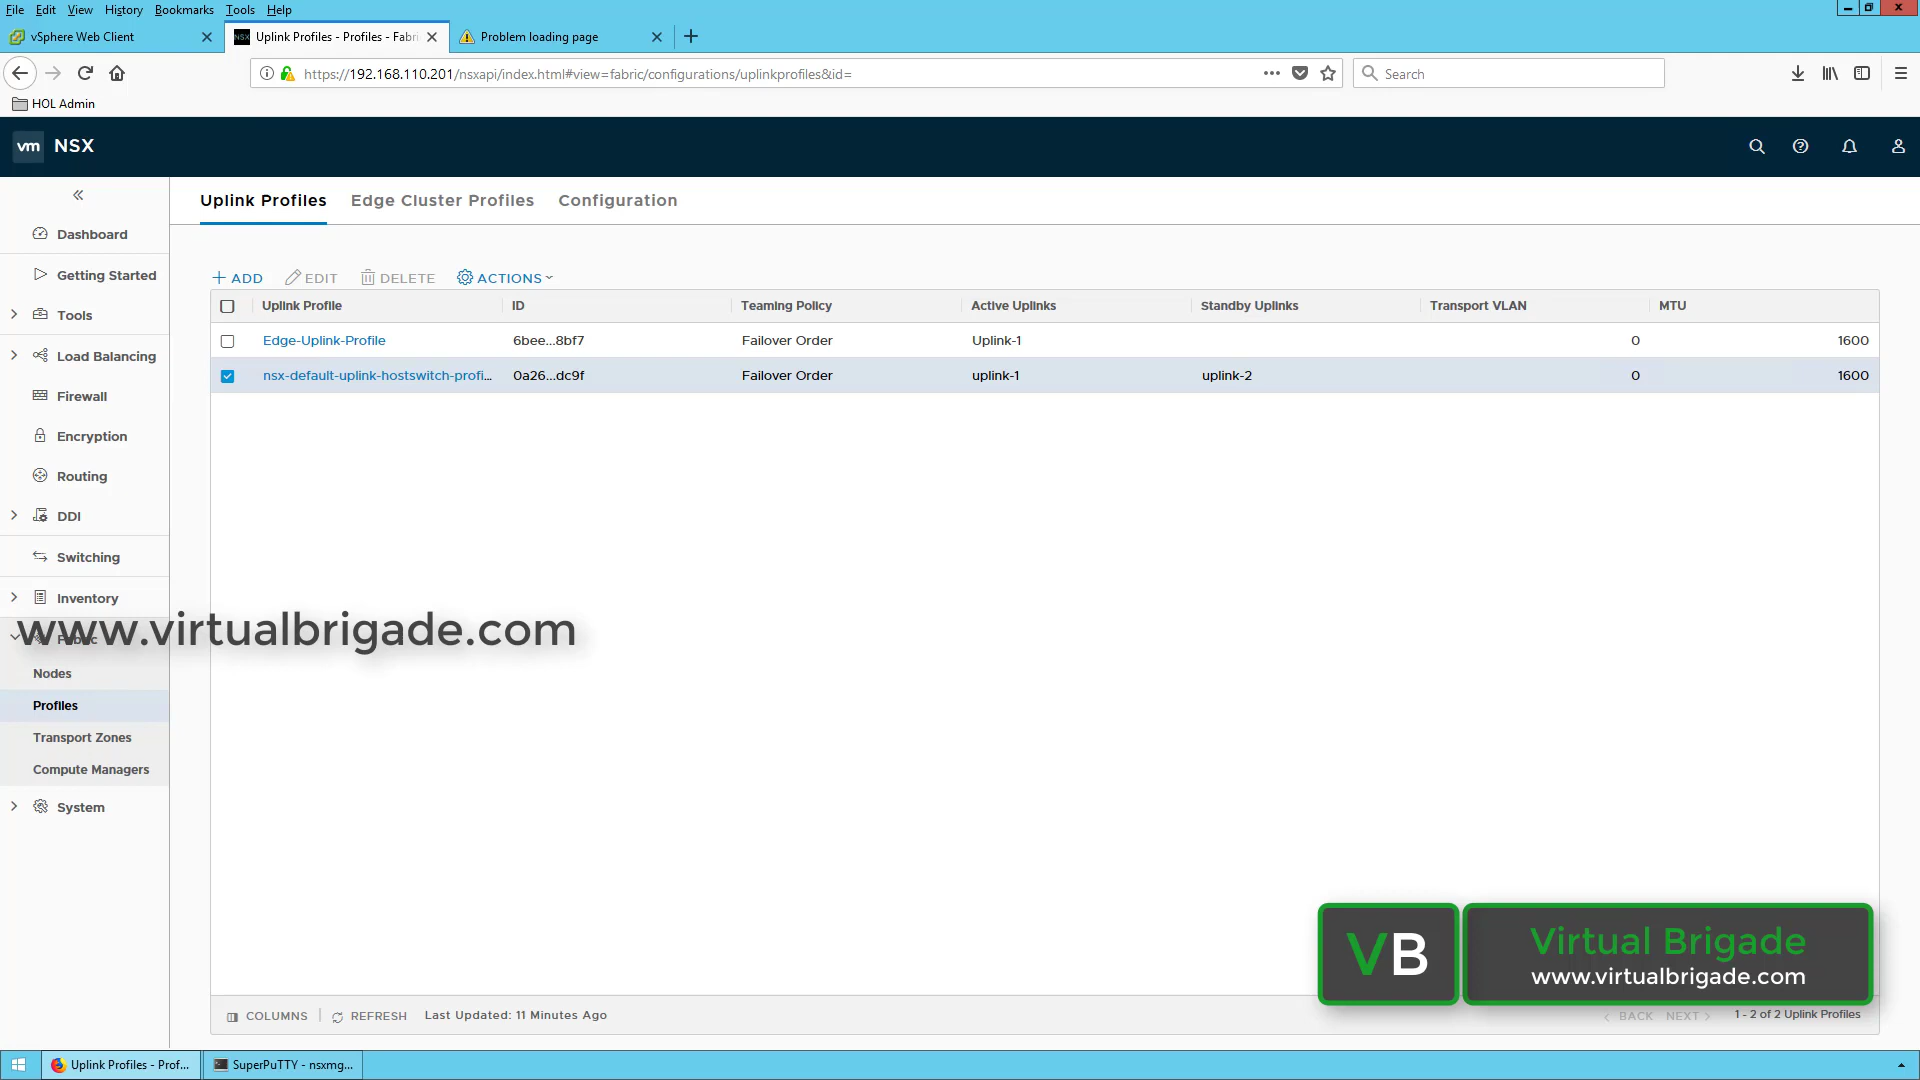 File Edit View History Bookmarks Tools Help
vSphere Web Client
Uplink Profiles - Profiles - Fabri
Problem loading page
https://192.168.110.201/nsxapi/index.html#view=fabric/configurations/uplinkprofiles&id=
Search
HOL Admin
vm NSX
Uplink Profiles Edge Cluster Profiles Configuration
Dashboard
Getting Started
Tools
Load Balancing
Firewall
Encryption
Routing
DDI
Switching
Inventory
Fabric
Nodes
Profiles
Transport Zones
Compute Managers
System
+ ADD EDIT DELETE ACTIONS
Uplink Profile ID Teaming Policy Active Uplinks Standby Uplinks Transport VLAN MTU
Edge-Uplink-Profile 6bee...8bf7 Failover Order Uplink-1 0 1600
nsx-default-uplink-hostswitch-profi... 0a26...dc9f Failover Order uplink-1 uplink-2 0 1600
www.virtualbrigade.com
VB
Virtual Brigade
www.virtualbrigade.com
COLUMNS REFRESH Last Updated: 11 Minutes Ago
BACK NEXT 1 - 2 of 2 Uplink Profiles
Uplink Profiles - Prof...
SuperPuTTY - nsxmg...